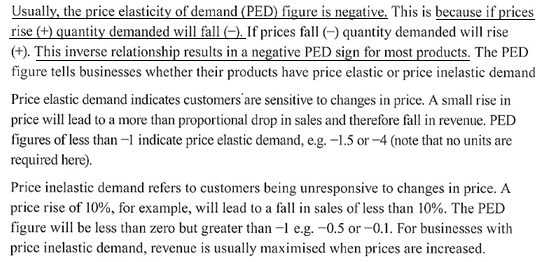 Usually, the price elasticity of demand (PED) figure is negative. This is because if prices
rise (+) quantity demanded will fall (−). If prices fall (−) quantity demanded will rise
(+). This inverse relationship results in a negative PED sign for most products. The PED
figure tells businesses whether their products have price elastic or price inelastic demand
Price elastic demand indicates customers are sensitive to changes in price. A small rise in
price will lead to a more than proportional drop in sales and therefore fall in revenue. PED
figures of less than −1 indicate price elastic demand, e.g. −1.5 or −4 (note that no units are
required here).
Price inelastic demand refers to customers being unresponsive to changes in price. A
price rise of 10%, for example, will lead to a fall in sales of less than 10%. The PED
figure will be less than zero but greater than −1 e.g. −0.5 or −0.1. For businesses with
price inelastic demand, revenue is usually maximised when prices are increased.